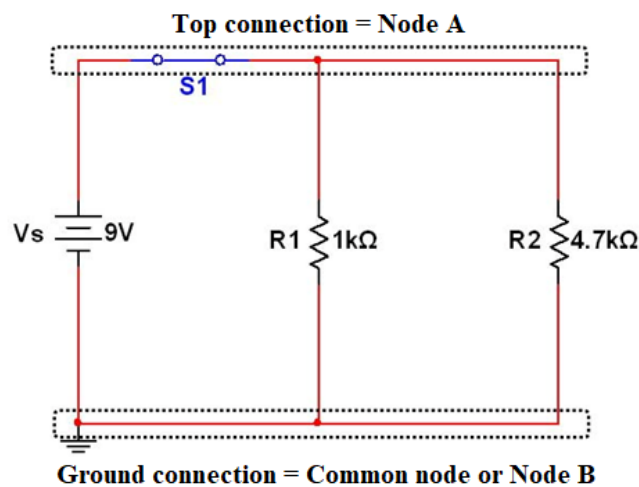 Top connection = Node A
S1
Vs
9V
R1
1kΩ
R2
4.7kΩ
Ground connection = Common node or Node B